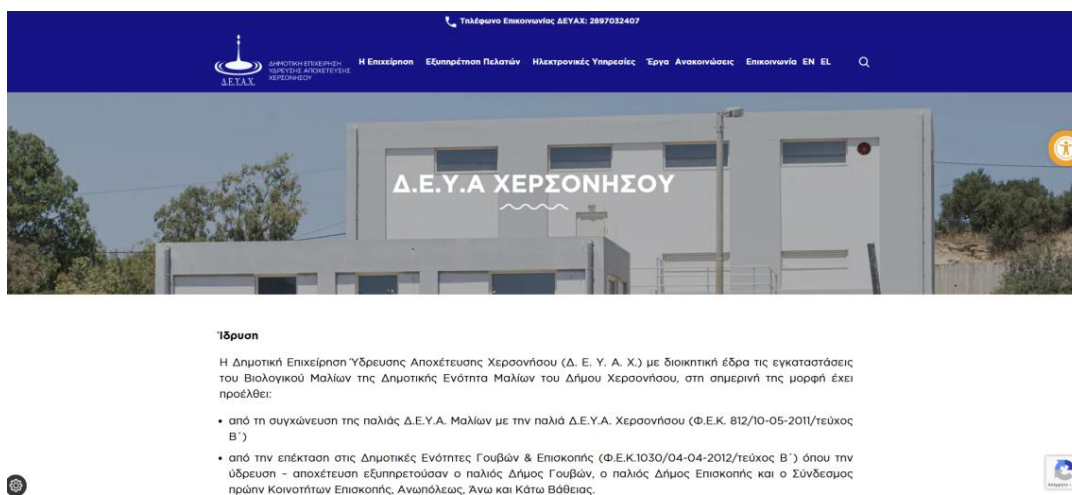 Τηλέφωνο Επικοινωνίας ΔΕΥΑΧ: 2897032407
ΔΗΜΟΤΙΚΗ ΕΠΙΧΕΙΡΗΣΗ
ΥΔΡΕΥΣΗΣ ΑΠΟΧΕΤΕΥΣΗΣ
ΧΕΡΣΟΝΗΣΟΥ
Δ.Ε.Υ.Α.Χ.
Η Επιχείρηση Εξυπηρέτηση Πελατών Ηλεκτρονικές Υπηρεσίες Έργα Ανακοινώσεις Επικοινωνία EN EL
Δ.Ε.Υ.Α ΧΕΡΣΟΝΗΣΟΥ
Ίδρυση
Η Δημοτική Επιχείρηση Ύδρευσης Αποχέτευσης Χερσονήσου (Δ. Ε. Υ. Α. Χ.) με διοικητική έδρα τις εγκαταστάσεις
του Βιολογικού Μαλίων της Δημοτικής Ενότητα Μαλίων του Δήμου Χερσονήσου, στη σημερινή της μορφή έχει
προέλθει:
• από τη συγχώνευση της παλιάς Δ.Ε.Υ.Α. Μαλίων με την παλιά Δ.Ε.Υ.Α. Χερσονήσου (Φ.Ε.Κ. 812/10-05-2011/τεύχος
Β΄)
• από την επέκταση στις Δημοτικές Ενότητες Γουβών & Επισκοπής (Φ.Ε.Κ.1030/04-04-2012/τεύχος Β΄) όπου την
ύδρευση – αποχέτευση εξυπηρετούσαν ο παλιός Δήμος Γουβών, ο παλιός Δήμος Επισκοπής και ο Σύνδεσμος
πρώην Κοινοτήτων Επισκοπής, Ανωπόλεως, Άνω και Κάτω Βάθειας.